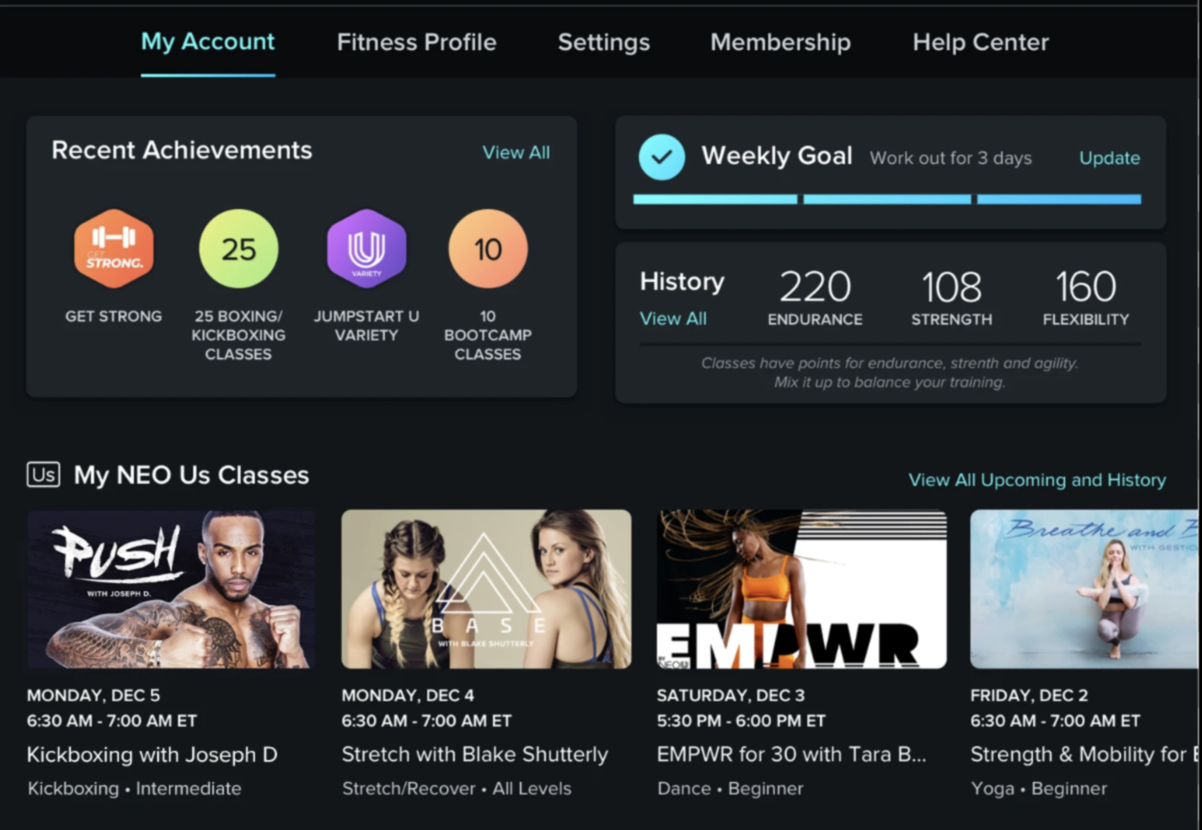 My Account
Fitness Profile
Settings
Membership
Help Center
Recent Achievements
View All
GET
STRONG.
25
U
VARIETY
10
GET STRONG
25 BOXING/
KICKBOXING
CLASSES
JUMPSTART U
VARIETY
10
BOOTCAMP
CLASSES
Weekly Goal
Work out for 3 days
Update
History
View All
220
ENDURANCE
108
STRENGTH
160
FLEXIBILITY
Classes have points for endurance, strenth and agility.
Mix it up to balance your training.
Us
My NEO Us Classes
View All Upcoming and History
PUSH
WITH JOSEPH D.
MONDAY, DEC 5
6:30 AM - 7:00 AM ET
Kickboxing with Joseph D
Kickboxing • Intermediate
BASE
WITH BLAKE SHUTTERLY
MONDAY, DEC 4
6:30 AM - 7:00 AM ET
Stretch with Blake Shutterly
Stretch/Recover • All Levels
EMPWR
BY
NEOU
SATURDAY, DEC 3
5:30 PM - 6:00 PM ET
EMPWR for 30 with Tara B...
Dance • Beginner
Breathe and B
WITH GESTIC
FRIDAY, DEC 2
6:30 AM - 7:00 AM ET
Strength & Mobility for
Yoga • Beginner